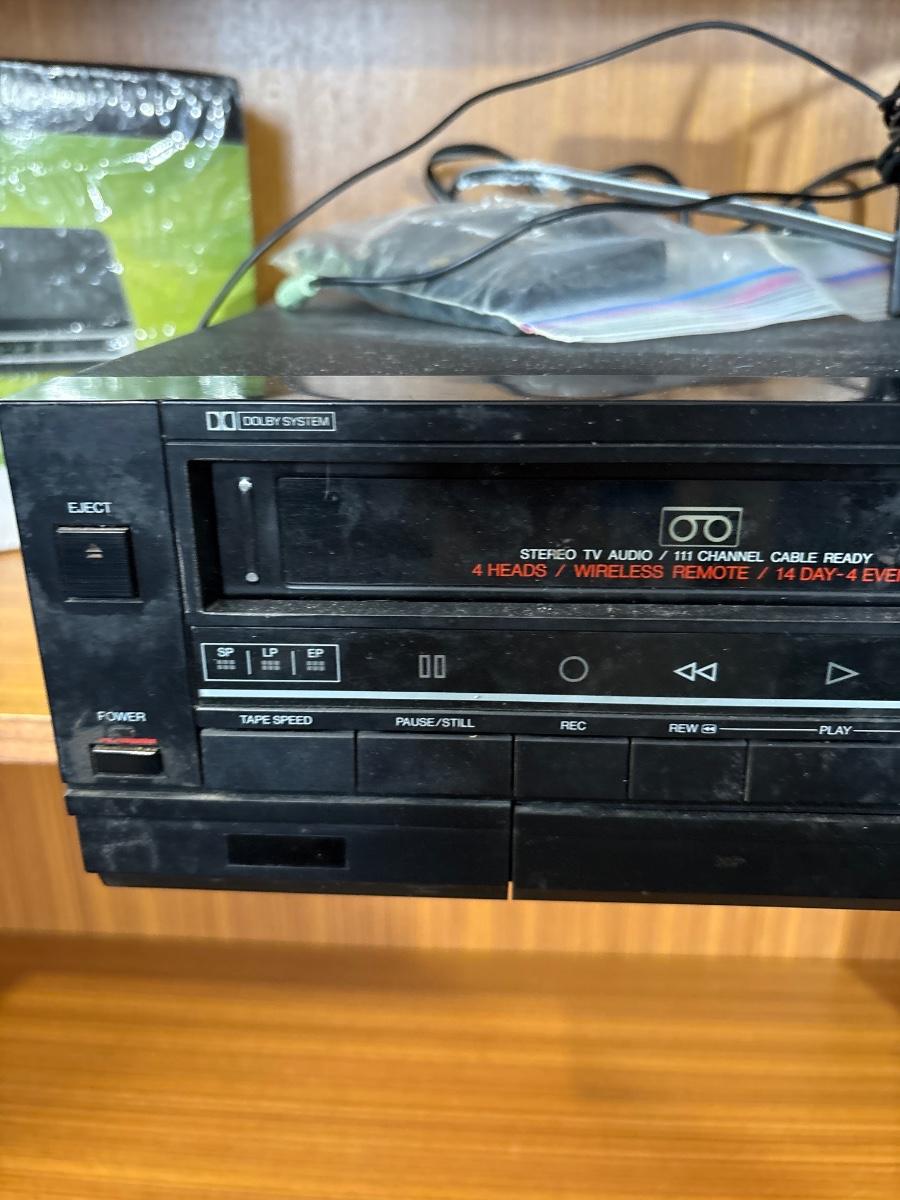 DOLBY SYSTEM
EJECT
STEREO TV AUDIO / 111 CHANNEL CABLE READY
4 HEADS / WIRELESS REMOTE / 14 DAY-4 EVE
SP LP EP
POWER
TAPE SPEED PAUSE/STILL REC REW PLAY